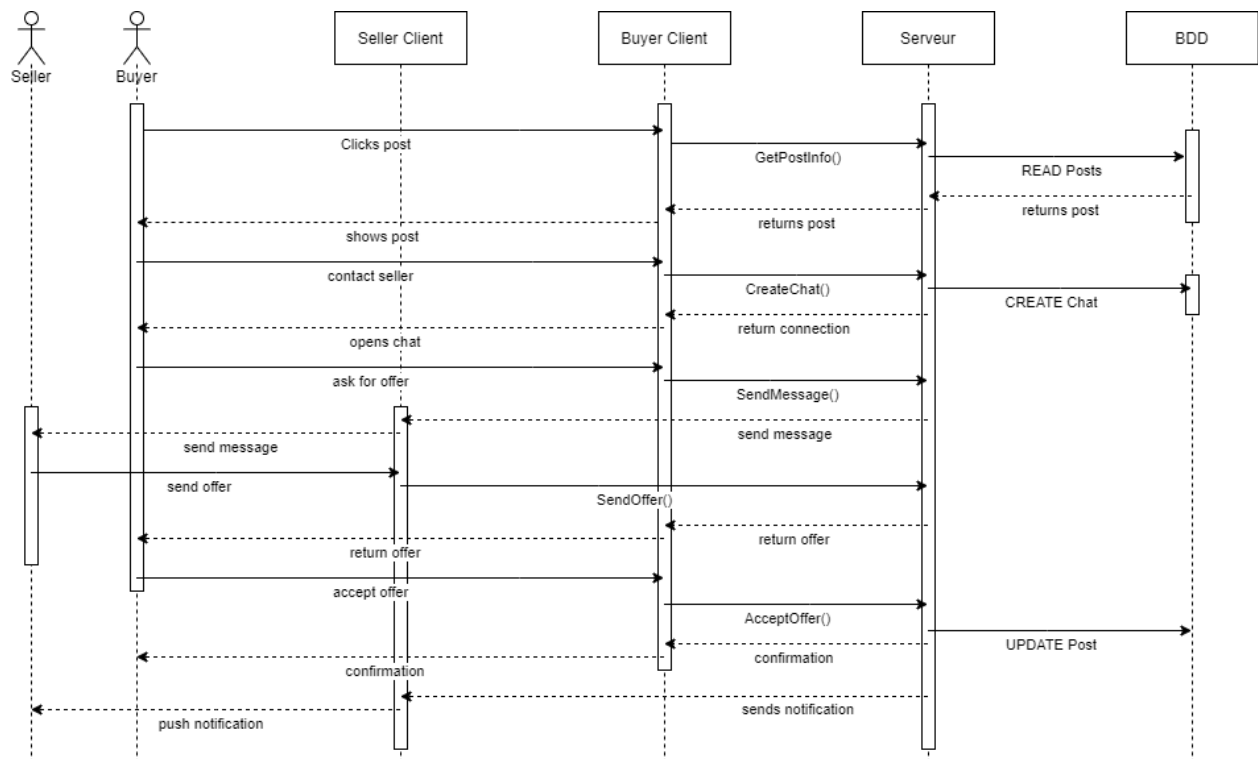 Seller Client
Buyer Client
Serveur
BDD
Seller
Buyer
Clicks post
GetPostInfo()
READ Posts
returns post
returns post
shows post
contact seller
CreateChat()
CREATE Chat
return connection
opens chat
ask for offer
SendMessage()
send message
send message
send offer
SendOffer()
return offer
return offer
accept offer
AcceptOffer()
UPDATE Post
confirmation
confirmation
sends notification
push notification